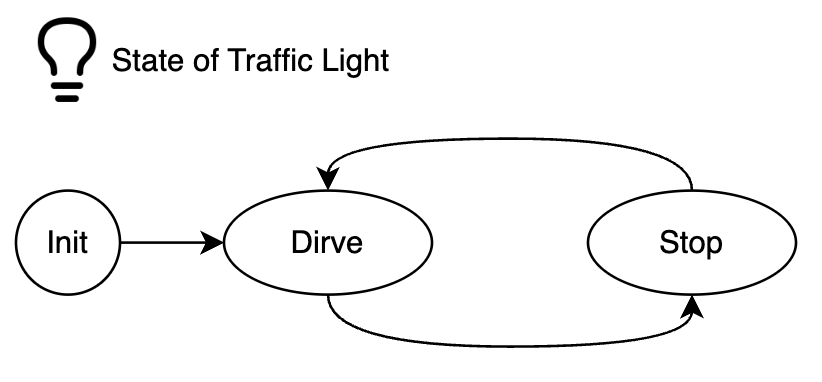 State of Traffic Light
Init
Dirve
Stop